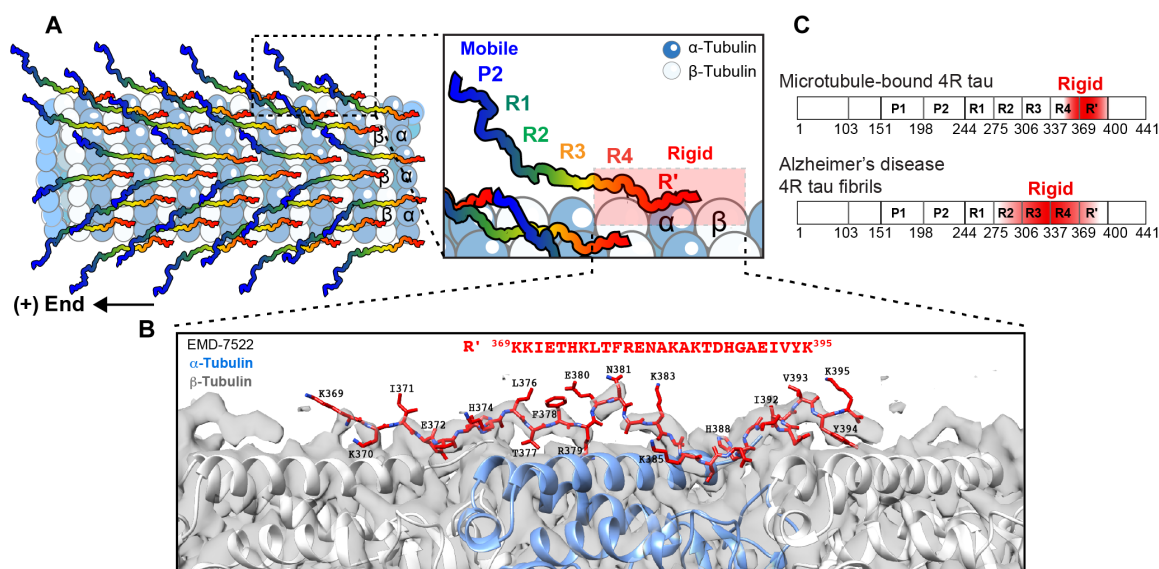 A
β
α
β
α
β
α
(+) End
Mobile
P2
R1
R2
R3
R4
Rigid
R'
α
β
α-Tubulin
β-Tubulin
C
Microtubule-bound 4R tau
Rigid
P1 P2 R1 R2 R3 R4 R'
1 103 151 198 244 275 306 337 369 400 441
Alzheimer's disease
4R tau fibrils
Rigid
P1 P2 R1 R2 R3 R4 R'
1 103 151 198 244 275 306 337 369 400 441
B
EMD-7522
α-Tubulin
β-Tubulin
R' ³⁶⁹KKIETHKLTFRENAKAKTDHGAEIVYK³⁹⁵
K369
K370
I371
E372
H374
L376
T377
F378
R379
E380
N381
K383
K385
H388
I392
V393
Y394
K395